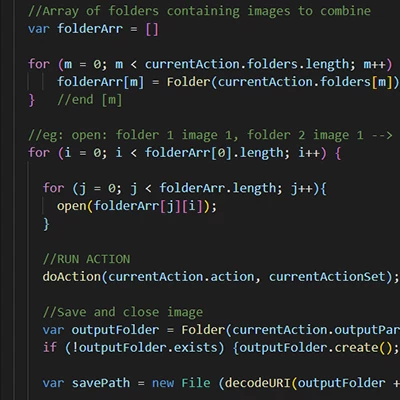 //Array of folders containing images to combine
var folderArr = []
for (m = 0; m < currentAction.folders.length; m++)
folderArr[m] = Folder(currentAction.folders[m])
} //end [m]
//eg: open: folder 1 image 1, folder 2 image 1 -->
for (i = 0; i < folderArr[0].length; i++) {
for (j = 0; j < folderArr.length; j++){
open(folderArr[j][i]);
}
//RUN ACTION
doAction(currentAction.action, currentActionSet);
//Save and close image
var outputFolder = Folder(currentAction.outputPar
if (!outputFolder.exists) {outputFolder.create();
var savePath = new File (decodeURI(outputFolder +